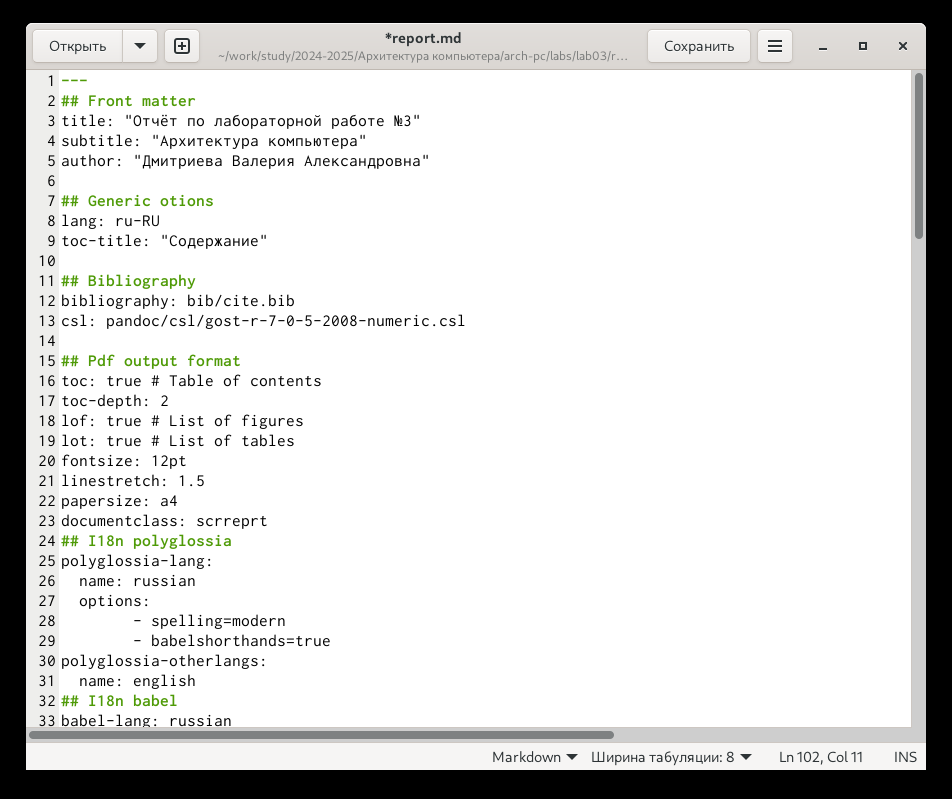 Открыть
*report.md
~/work/study/2024-2025/Архитектура компьютера/arch-pc/labs/lab03/r…
Сохранить
1 ---
2 ## Front matter
3 title: "Отчёт по лабораторной работе №3"
4 subtitle: "Архитектура компьютера"
5 author: "Дмитриева Валерия Александровна"
6
7 ## Generic otions
8 lang: ru-RU
9 toc-title: "Содержание"
10
11 ## Bibliography
12 bibliography: bib/cite.bib
13 csl: pandoc/csl/gost-r-7-0-5-2008-numeric.csl
14
15 ## Pdf output format
16 toc: true # Table of contents
17 toc-depth: 2
18 lof: true # List of figures
19 lot: true # List of tables
20 fontsize: 12pt
21 linestretch: 1.5
22 papersize: a4
23 documentclass: scrreprt
24 ## I18n polyglossia
25 polyglossia-lang:
26   name: russian
27   options:
28         - spelling=modern
29         - babelshorthands=true
30 polyglossia-otherlangs:
31   name: english
32 ## I18n babel
33 babel-lang: russian
Markdown Ширина табуляции: 8 Ln 102, Col 11 INS